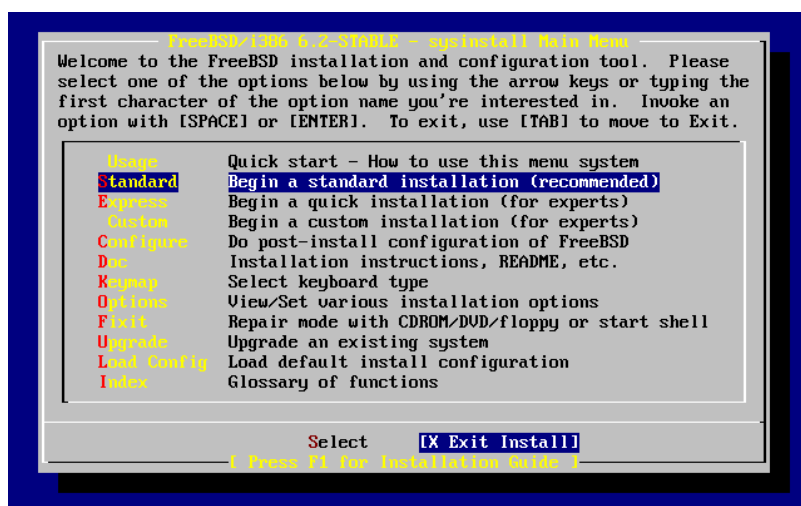 FreeBSD/i386 6.2-STABLE - sysinstall Main Menu
Welcome to the FreeBSD installation and configuration tool.  Please
select one of the options below by using the arrow keys or typing the
first character of the option name you're interested in.  Invoke an
option with [SPACE] or [ENTER].  To exit, use [TAB] to move to Exit.
Usage Quick start - How to use this menu system
Standard Begin a standard installation (recommended)
Express Begin a quick installation (for experts)
Custom Begin a custom installation (for experts)
Configure Do post-install configuration of FreeBSD
Doc Installation instructions, README, etc.
Keymap Select keyboard type
Options View/Set various installation options
Fixit Repair mode with CDROM/DVD/floppy or start shell
Upgrade Upgrade an existing system
Load Config Load default install configuration
Index Glossary of functions
Select [X Exit Install]
[ Press F1 for Installation Guide ]